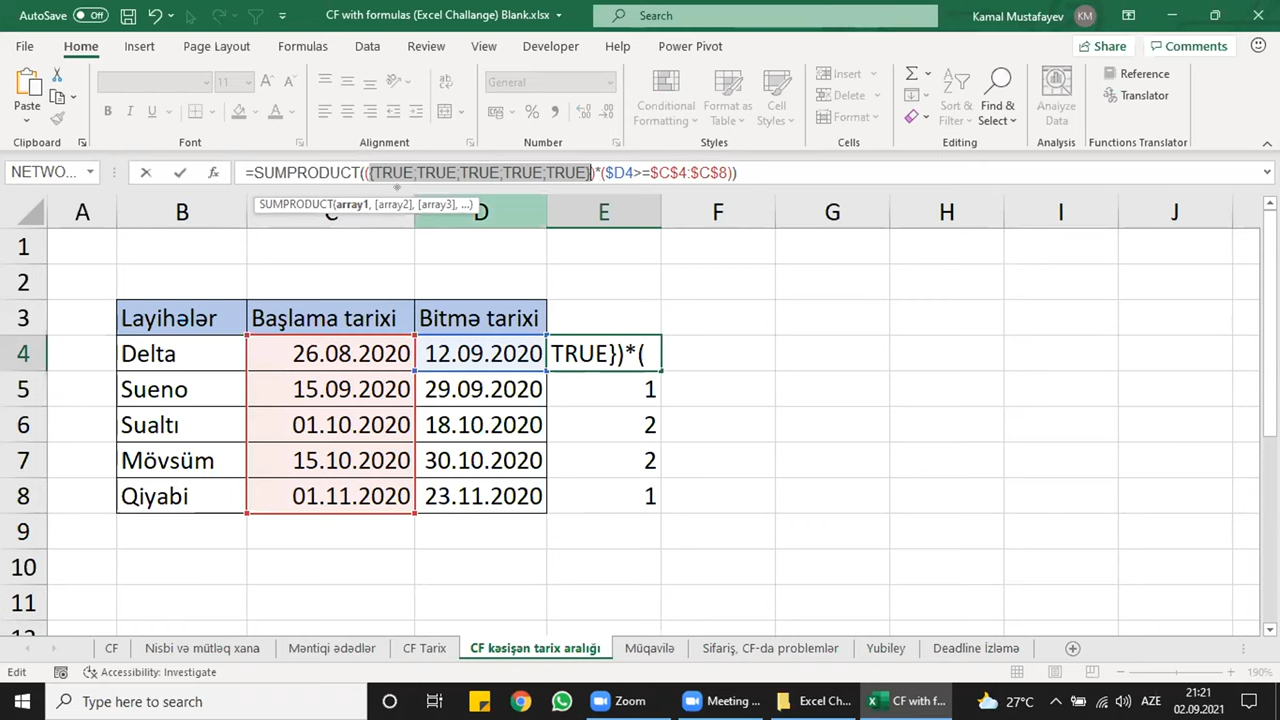 AutoSave Off CF with formulas (Excel Challange) Blank.xlsx Search Kamal Mustafayev KM
File Home Insert Page Layout Formulas Data Review View Developer Help Power Pivot Share Comments
Paste 11 General Conditional Formatting Format as Table Cell Styles Insert Delete Format Sort & Filter Find & Select Analyze Data Reference Translator
Clipboard Font Alignment Number Styles Cells Editing Analysis Functions Translator
NETWO... =SUMPRODUCT(({TRUE;TRUE;TRUE;TRUE;TRUE})*($D4>=$C$4:$C$8))
SUMPRODUCT(array1, [array2], [array3], ...)
A B C D E F G H I J
1
2
3 Layihələr Başlama tarixi Bitmə tarixi
4 Delta 26.08.2020 12.09.2020 TRUE})*(
5 Sueno 15.09.2020 29.09.2020 1
6 Sualtı 01.10.2020 18.10.2020 2
7 Mövsüm 15.10.2020 30.10.2020 2
8 Qiyabi 01.11.2020 23.11.2020 1
9
10
11
CF Nisbi və mütləq xana Məntiqi ədədlər CF Tarix CF kəsişən tarix aralığı Müqavilə Sifariş, CF-da problemlər Yubiley Deadline İzləmə
Edit Accessibility: Investigate 190%
Type here to search Zoom Meeting ... Excel Ch... CF with f... 27°C AZE 21:21
02.09.2021